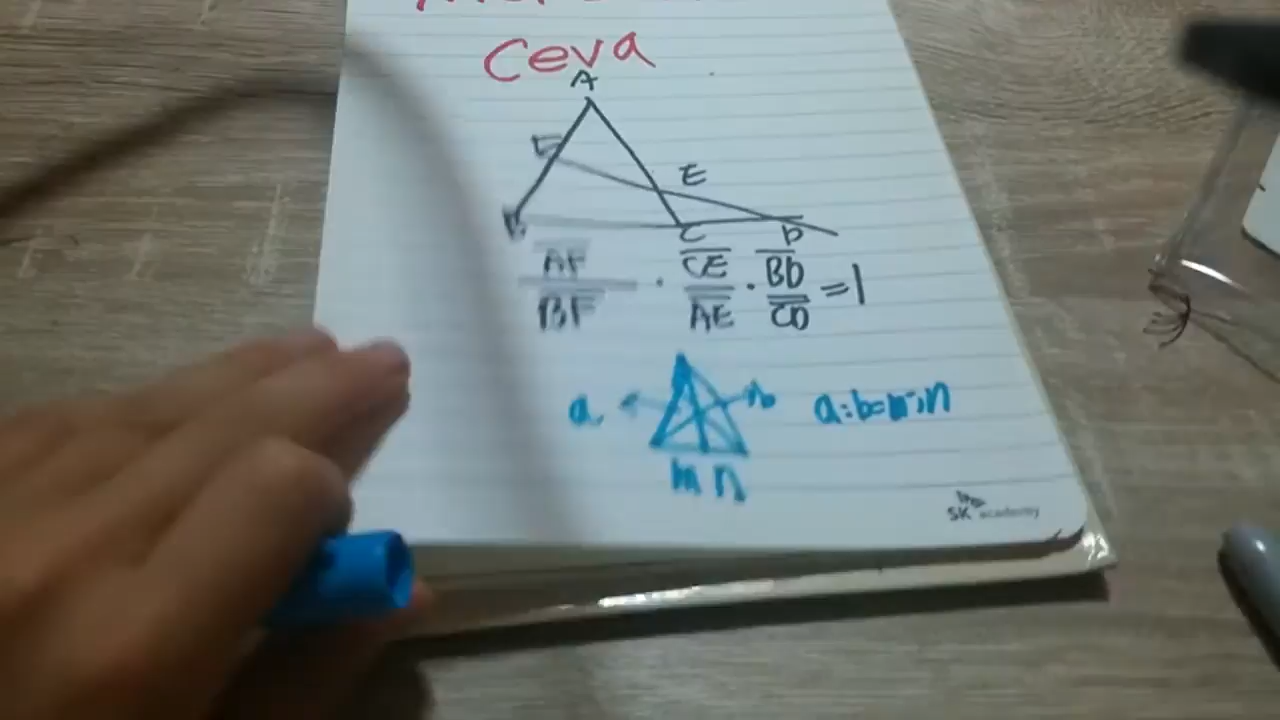 Ceva
A
F
E
B C D
AF/BF · CE/AE · BD/CD = 1
a b a:b=m:n
m n
SK academy